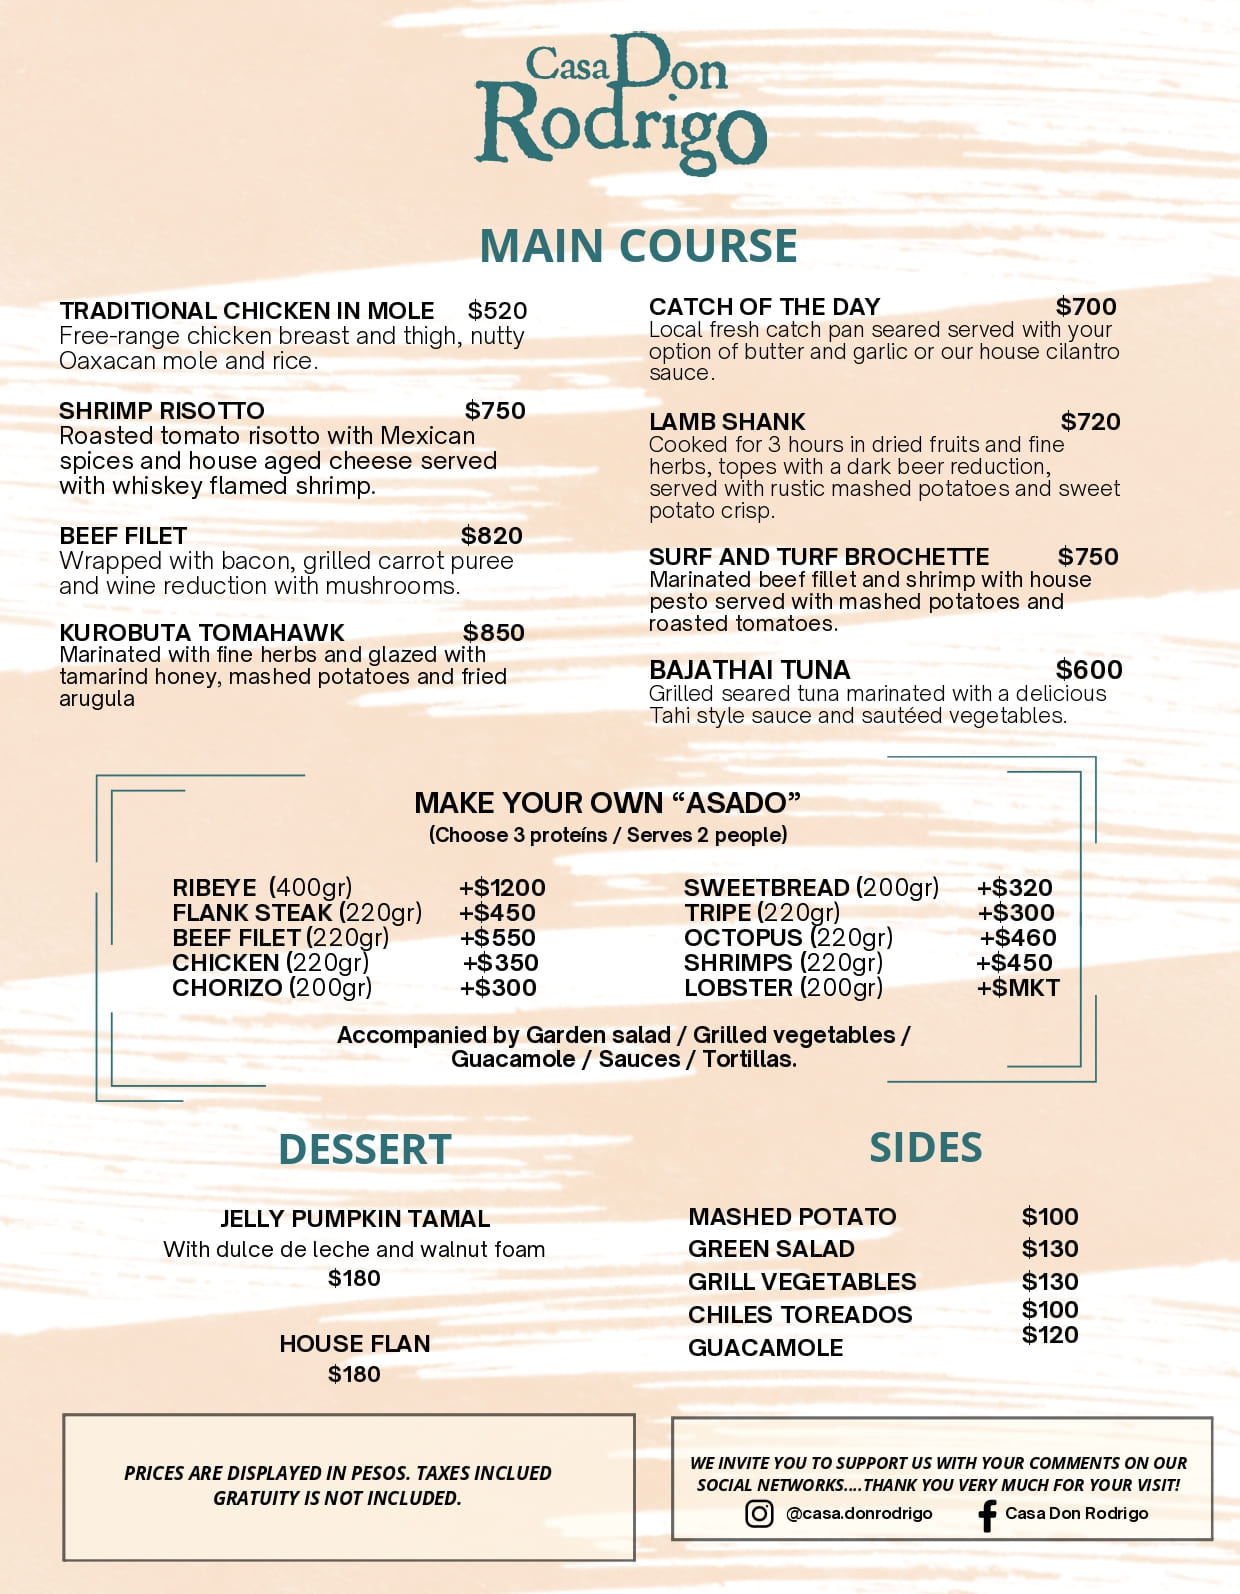 Casa Don
Rodrigo
MAIN COURSE
TRADITIONAL CHICKEN IN MOLE $520
Free-range chicken breast and thigh, nutty
Oaxacan mole and rice.
SHRIMP RISOTTO $750
Roasted tomato risotto with Mexican
spices and house aged cheese served
with whiskey flamed shrimp.
BEEF FILET $820
Wrapped with bacon, grilled carrot puree
and wine reduction with mushrooms.
KUROBUTA TOMAHAWK $850
Marinated with fine herbs and glazed with
tamarind honey, mashed potatoes and fried
arugula
CATCH OF THE DAY $700
Local fresh catch pan seared served with your
option of butter and garlic or our house cilantro
sauce.
LAMB SHANK $720
Cooked for 3 hours in dried fruits and fine
herbs, topes with a dark beer reduction,
served with rustic mashed potatoes and sweet
potato crisp.
SURF AND TURF BROCHETTE $750
Marinated beef fillet and shrimp with house
pesto served with mashed potatoes and
roasted tomatoes.
BAJATHAI TUNA $600
Grilled seared tuna marinated with a delicious
Tahi style sauce and sautéed vegetables.
MAKE YOUR OWN “ASADO”
(Choose 3 proteíns / Serves 2 people)
RIBEYE (400gr) +$1200
FLANK STEAK (220gr) +$450
BEEF FILET (220gr) +$550
CHICKEN (220gr) +$350
CHORIZO (200gr) +$300
SWEETBREAD (200gr) +$320
TRIPE (220gr) +$300
OCTOPUS (220gr) +$460
SHRIMPS (220gr) +$450
LOBSTER (200gr) +$MKT
Accompanied by Garden salad / Grilled vegetables /
Guacamole / Sauces / Tortillas.
DESSERT
JELLY PUMPKIN TAMAL
With dulce de leche and walnut foam
$180
HOUSE FLAN
$180
SIDES
MASHED POTATO $100
GREEN SALAD $130
GRILL VEGETABLES $130
CHILES TOREADOS $100
GUACAMOLE $120
PRICES ARE DISPLAYED IN PESOS. TAXES INCLUED
GRATUITY IS NOT INCLUDED.
WE INVITE YOU TO SUPPORT US WITH YOUR COMMENTS ON OUR
SOCIAL NETWORKS....THANK YOU VERY MUCH FOR YOUR VISIT!
@casa.donrodrigo Casa Don Rodrigo